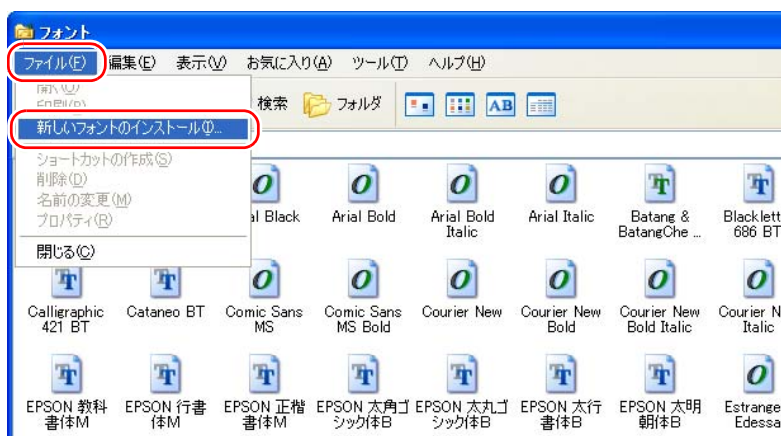 フォント
ファイル(F) 編集(E) 表示(V) お気に入り(A) ツール(T) ヘルプ(H)
開く(O)
印刷(P)
検索 フォルダ
新しいフォントのインストール(I)...
ショートカットの作成(S)
削除(D)
名前の変更(M)
プロパティ(R)
閉じる(C)
al Black Arial Bold Arial Bold Arial Italic Batang & Blacklett
Italic BatangChe ... 686 BT
Calligraphic Cataneo BT Comic Sans Comic Sans Courier New Courier New Courier New Courier N
421 BT MS MS Bold Bold Bold Italic Italic
EPSON 教科 EPSON 行書 EPSON 正楷 EPSON 太角ゴ EPSON 太丸ゴ EPSON 太行 EPSON 太明 Estrange
書体M 体M 書体M シック体B シック体B 書体B 朝体B Edessa